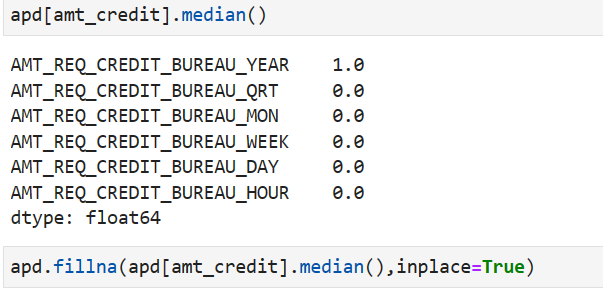 apd[amt_credit].median()
AMT_REQ_CREDIT_BUREAU_YEAR    1.0
AMT_REQ_CREDIT_BUREAU_QRT     0.0
AMT_REQ_CREDIT_BUREAU_MON     0.0
AMT_REQ_CREDIT_BUREAU_WEEK    0.0
AMT_REQ_CREDIT_BUREAU_DAY     0.0
AMT_REQ_CREDIT_BUREAU_HOUR    0.0
dtype: float64
apd.fillna(apd[amt_credit].median(),inplace=True)